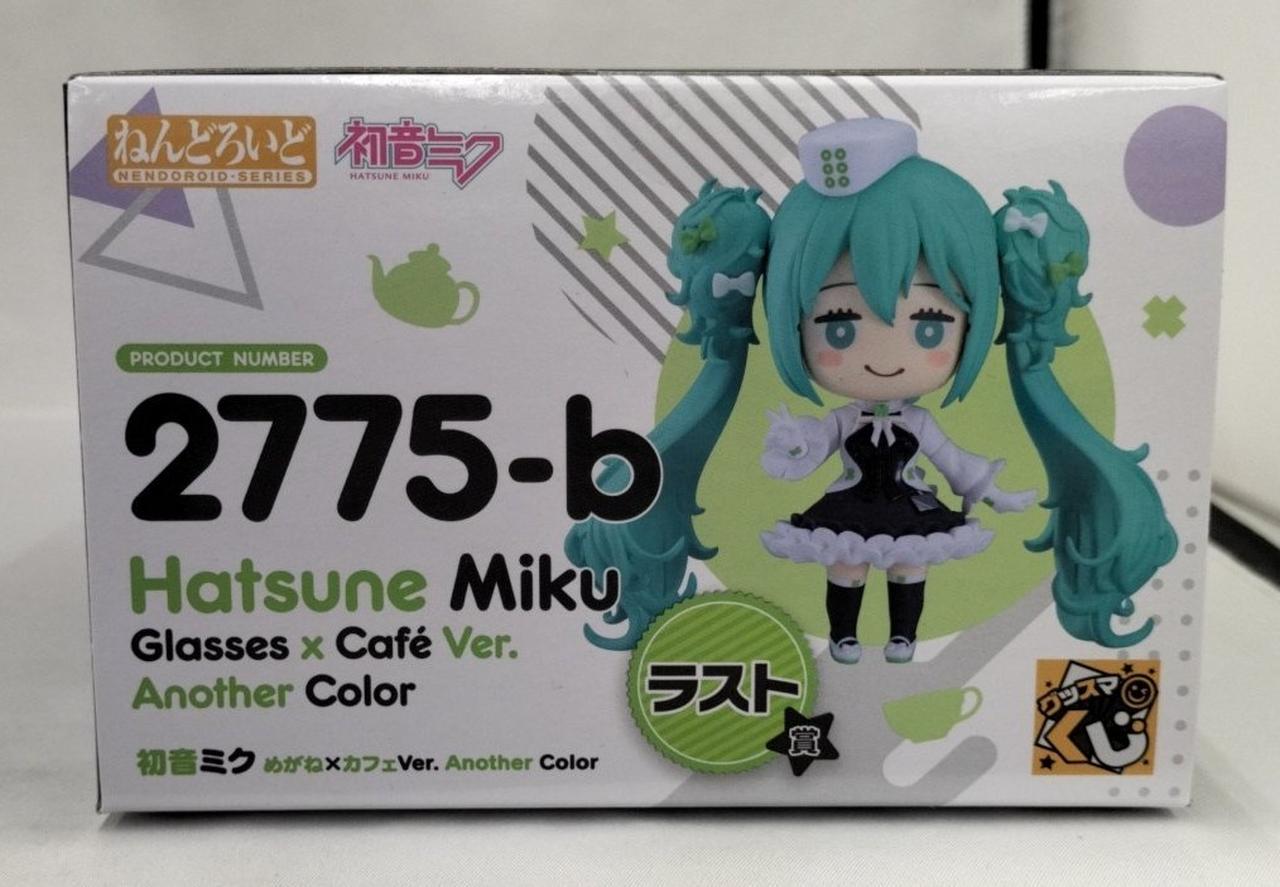 ねんどろいど
NENDOROID·SERIES
初音ミク
HATSUNE MIKU
PRODUCT NUMBER
2775-b
Hatsune Miku
Glasses x Café Ver.
Another Color
初音ミク めがね×カフェVer. Another Color
ラスト
賞
グッスマ
くじ